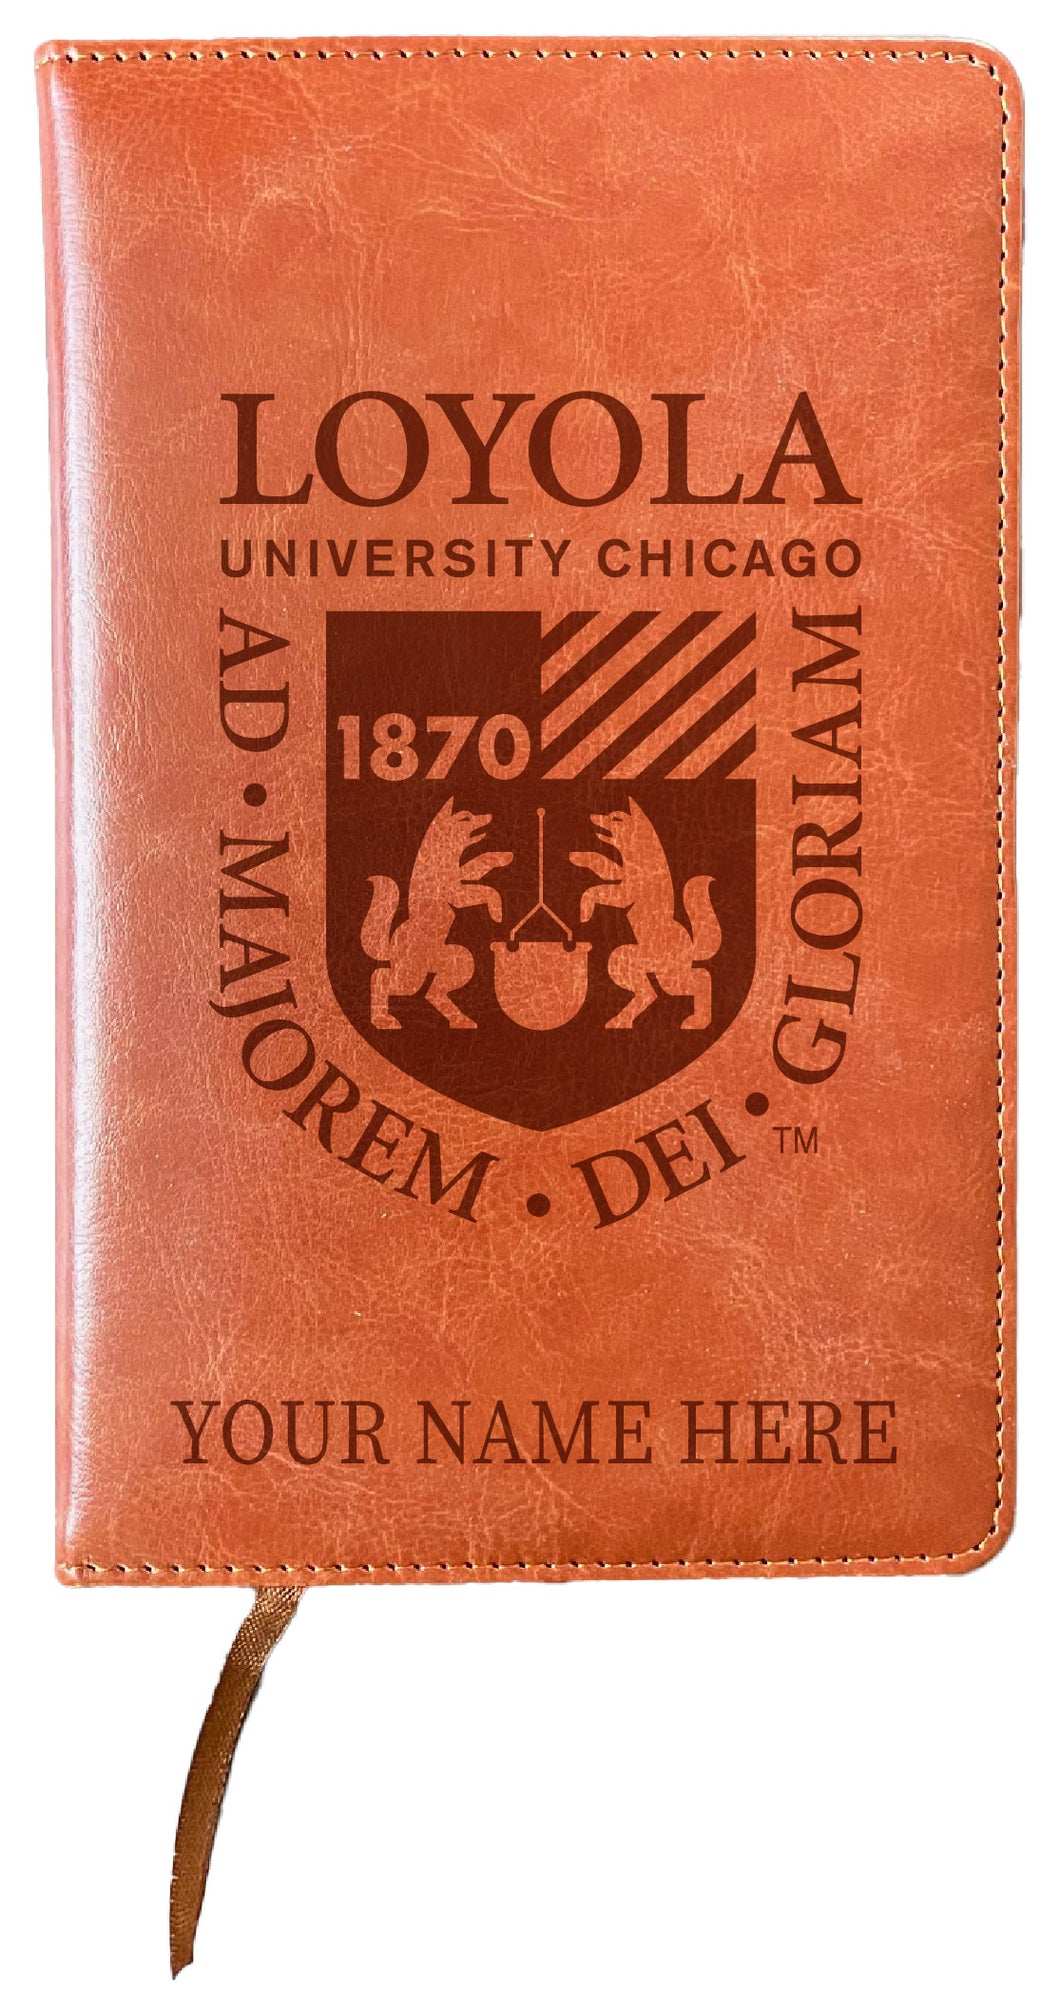 LOYOLA
UNIVERSITY CHICAGO
AD • MAJOREM • DEI • GLORIAM
1870
TM
YOUR NAME HERE